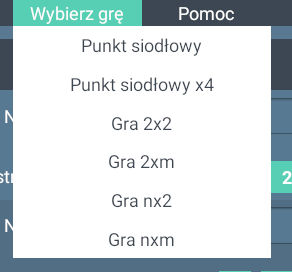 Wybierz grę Pomoc
Punkt siodłowy
Punkt siodłowy x4
Gra 2x2
Gra 2xm
Gra nx2
Gra nxm
N
str
2
N